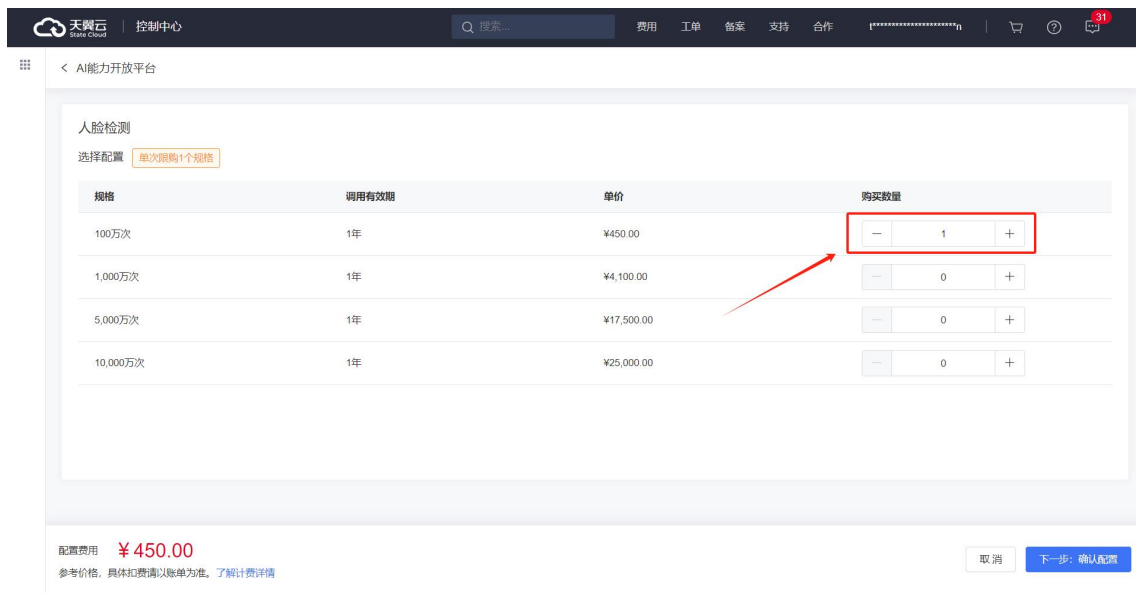 天翼云 State Cloud 控制中心 搜索... 费用 工单 备案 支持 合作 t**********************n 31
AI能力开放平台
人脸检测
选择配置 单次限购1个规格
规格 调用有效期 单价 购买数量
100万次 1年 ¥450.00 1
1,000万次 1年 ¥4,100.00 0
5,000万次 1年 ¥17,500.00 0
10,000万次 1年 ¥25,000.00 0
配置费用 ¥450.00
参考价格，具体扣费请以账单为准。了解计费详情
取消 下一步：确认配置